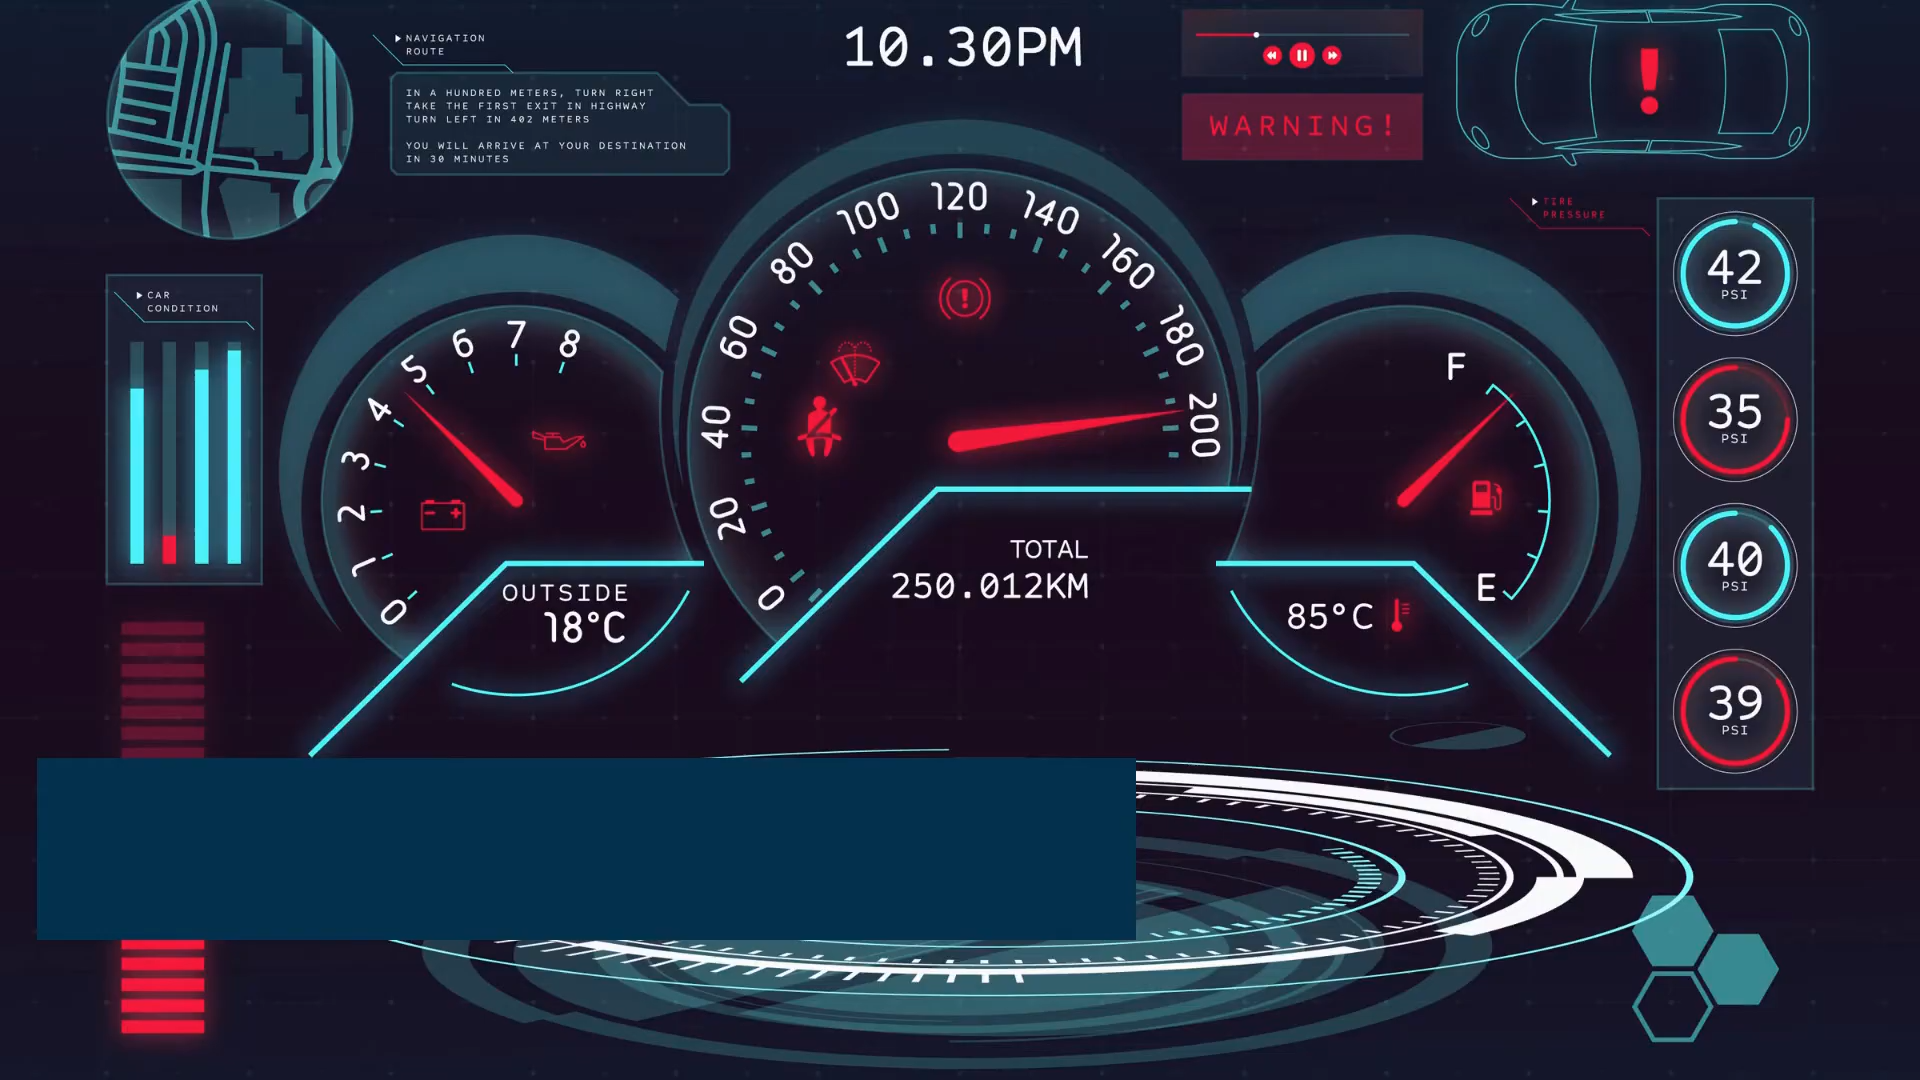 NAVIGATION
ROUTE
IN A HUNDRED METERS, TURN RIGHT
TAKE THE FIRST EXIT IN HIGHWAY
TURN LEFT IN 402 METERS
YOU WILL ARRIVE AT YOUR DESTINATION
IN 30 MINUTES
10.30PM
WARNING!
!
TIRE
PRESSURE
42
PSI
35
PSI
40
PSI
39
PSI
CAR
CONDITION
0
1
2
3
4
5
6
7
8
OUTSIDE
18°C
0
20
40
60
80
100
120
140
160
180
200
TOTAL
250.012KM
F
E
85°C